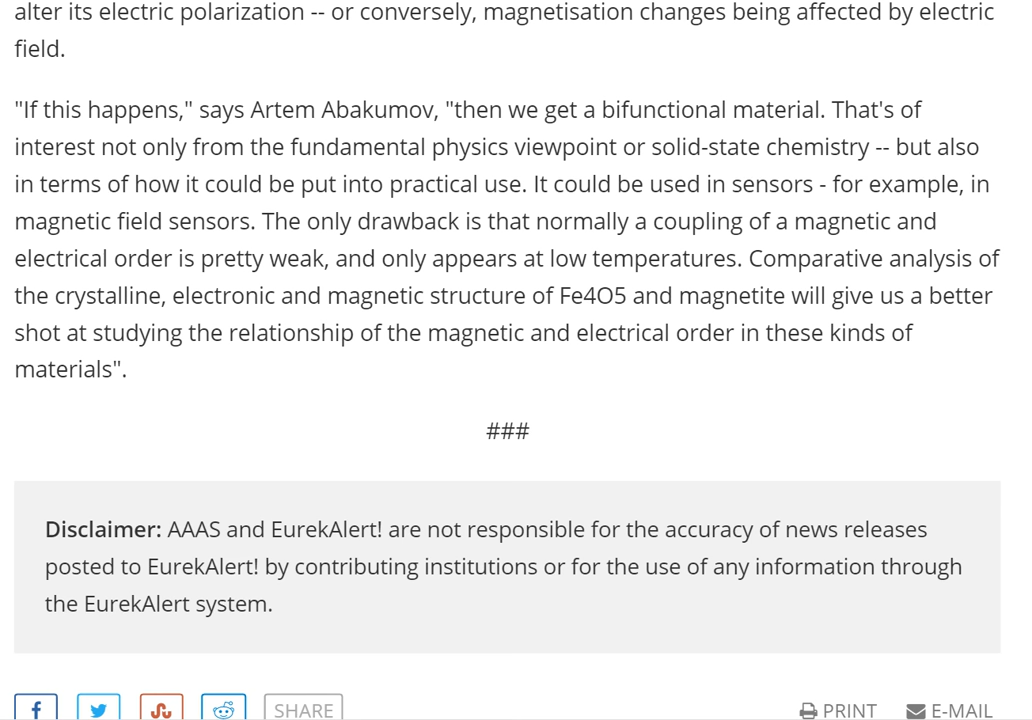 alter its electric polarization -- or conversely, magnetisation changes being affected by electric
field.
"If this happens," says Artem Abakumov, "then we get a bifunctional material. That's of
interest not only from the fundamental physics viewpoint or solid-state chemistry -- but also
in terms of how it could be put into practical use. It could be used in sensors - for example, in
magnetic field sensors. The only drawback is that normally a coupling of a magnetic and
electrical order is pretty weak, and only appears at low temperatures. Comparative analysis of
the crystalline, electronic and magnetic structure of Fe4O5 and magnetite will give us a better
shot at studying the relationship of the magnetic and electrical order in these kinds of
materials".
###
Disclaimer: AAAS and EurekAlert! are not responsible for the accuracy of news releases
posted to EurekAlert! by contributing institutions or for the use of any information through
the EurekAlert system.
SHARE PRINT E-MAIL